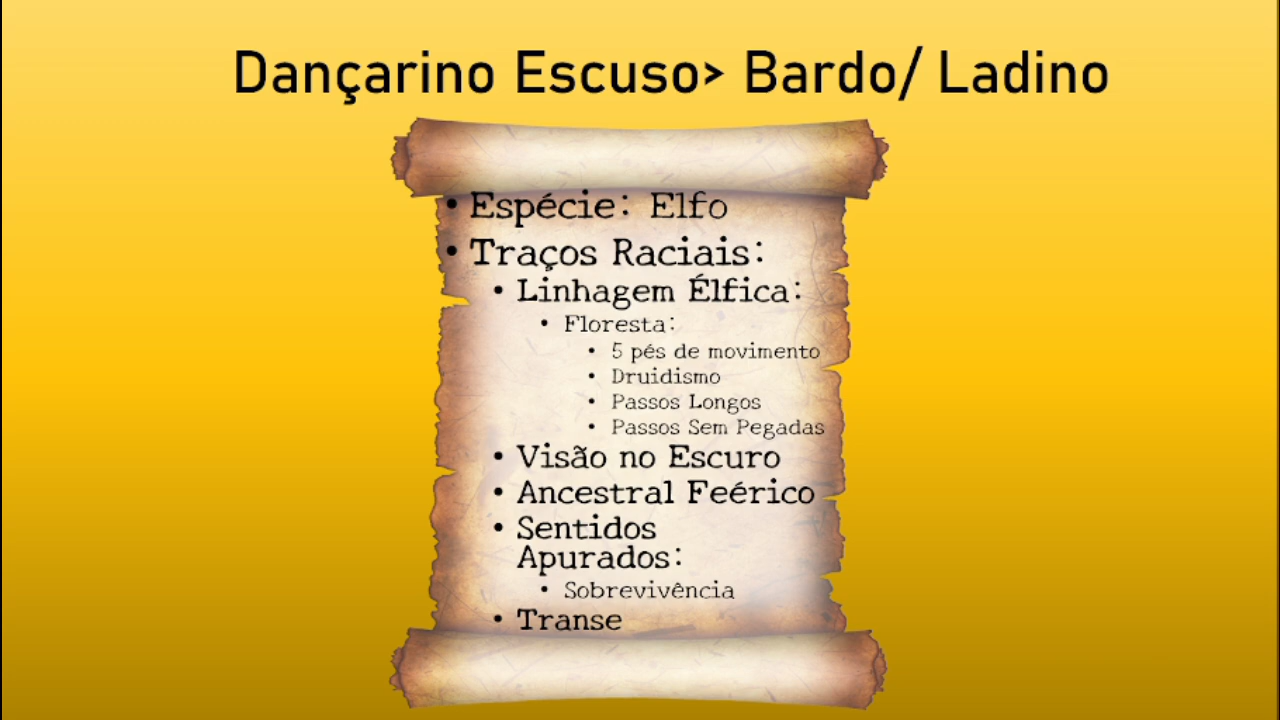 Dançarino Escuso> Bardo/ Ladino
• Espécie: Elfo
• Traços Raciais:
• Linhagem Élfica:
• Floresta:
• 5 pés de movimento
• Druidismo
• Passos Longos
• Passos Sem Pegadas
• Visão no Escuro
• Ancestral Feérico
• Sentidos
Apurados:
• Sobrevivência
• Transe